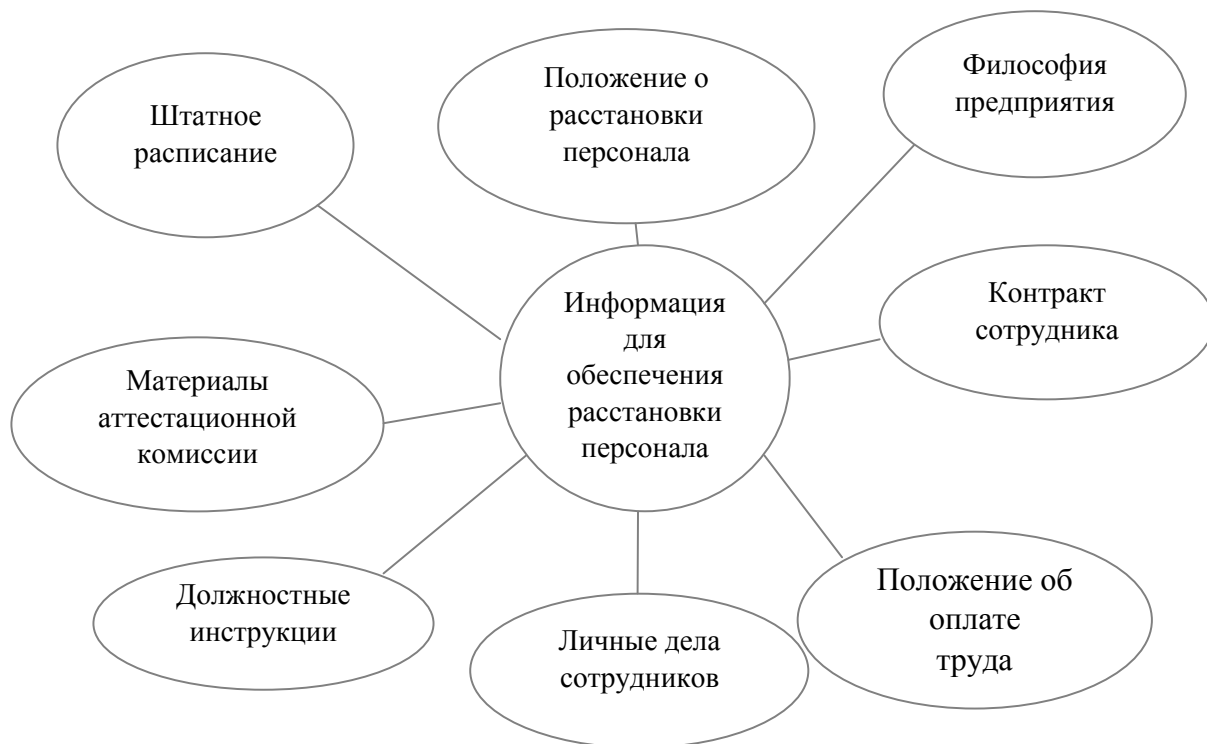 Штатное
расписание
Положение о
расстановки
персонала
Философия
предприятия
Информация
для
обеспечения
расстановки
персонала
Контракт
сотрудника
Материалы
аттестационной
комиссии
Должностные
инструкции
Личные дела
сотрудников
Положение об
оплате
труда